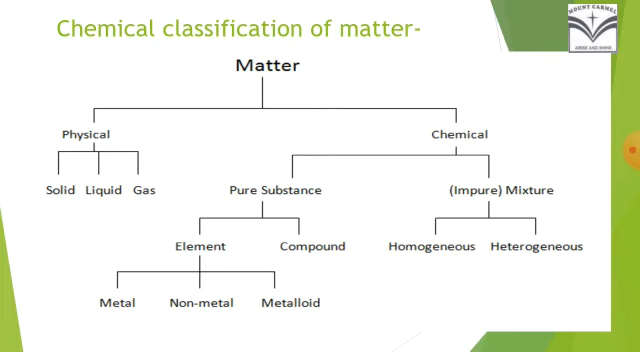 Chemical classification of matter-
MOUNT CARMEL
ARISE AND SHINE
Matter
Physical
Chemical
Solid Liquid Gas
Pure Substance
(Impure) Mixture
Element
Compound
Homogeneous
Heterogeneous
Metal
Non-metal
Metalloid